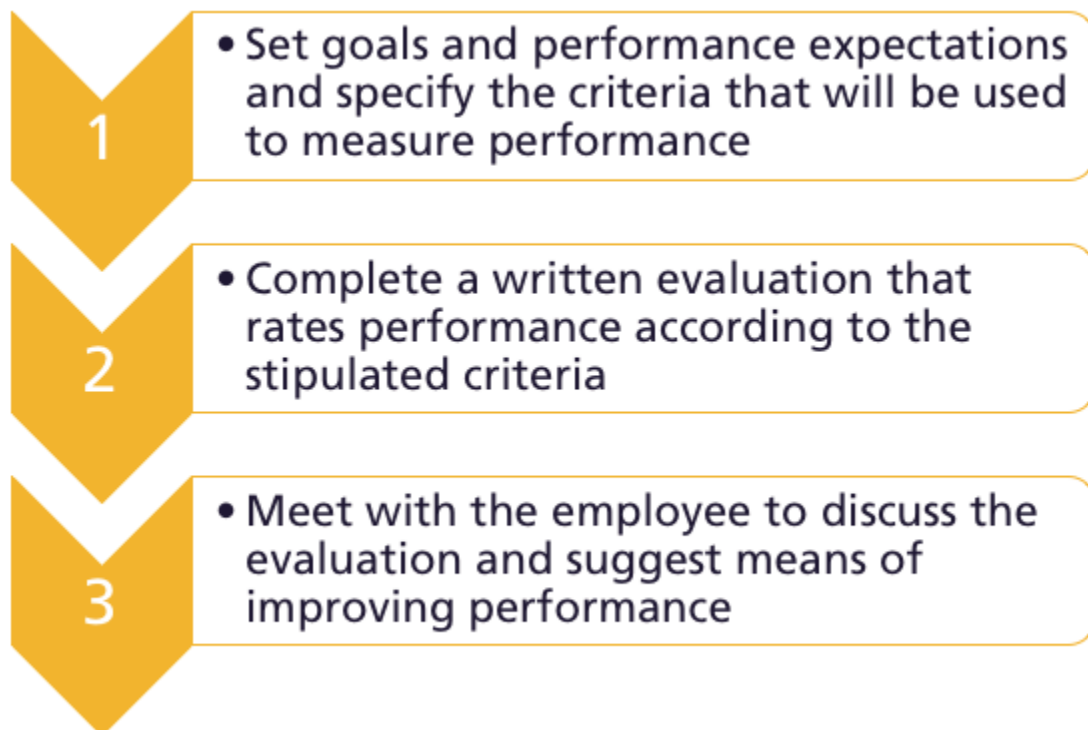 1
• Set goals and performance expectations
and specify the criteria that will be used
to measure performance
2
• Complete a written evaluation that
rates performance according to the
stipulated criteria
3
• Meet with the employee to discuss the
evaluation and suggest means of
improving performance